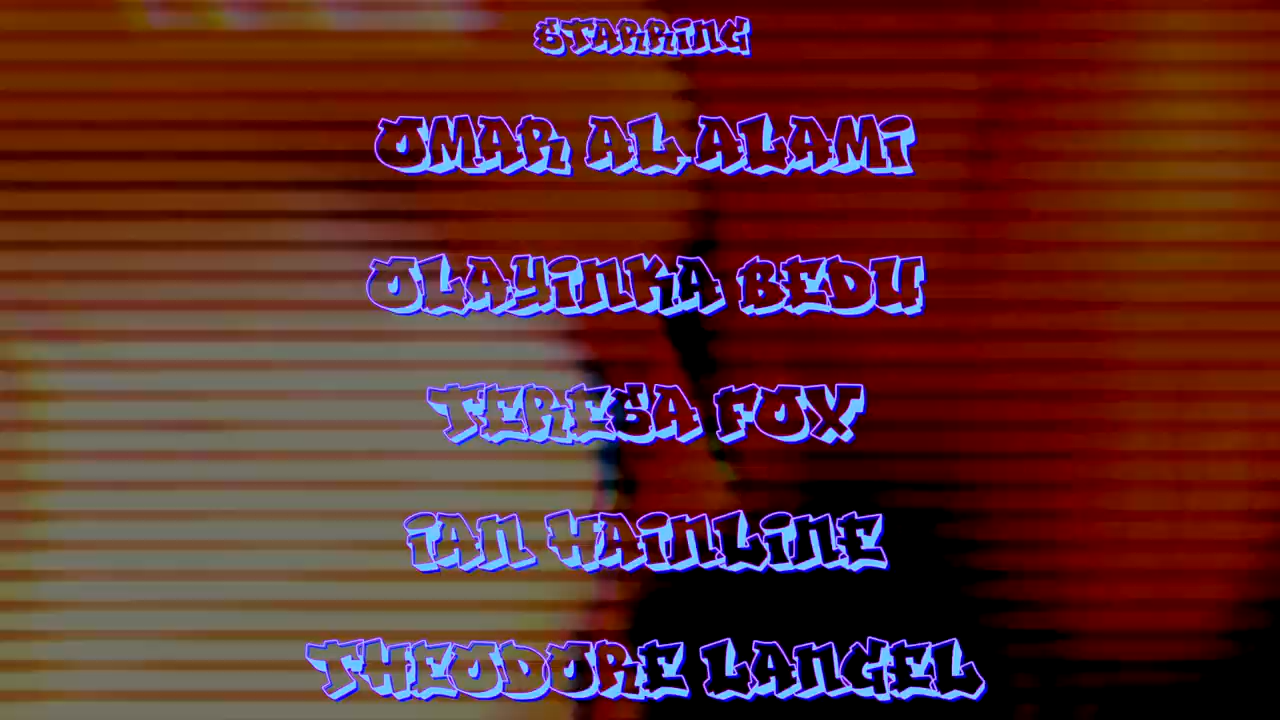 STARRiNG
OMAR AL ALAMi
OLAYiNKA BEDU
TERESA FOX
iAN HAiNLiNE
THEODORE LANGEL